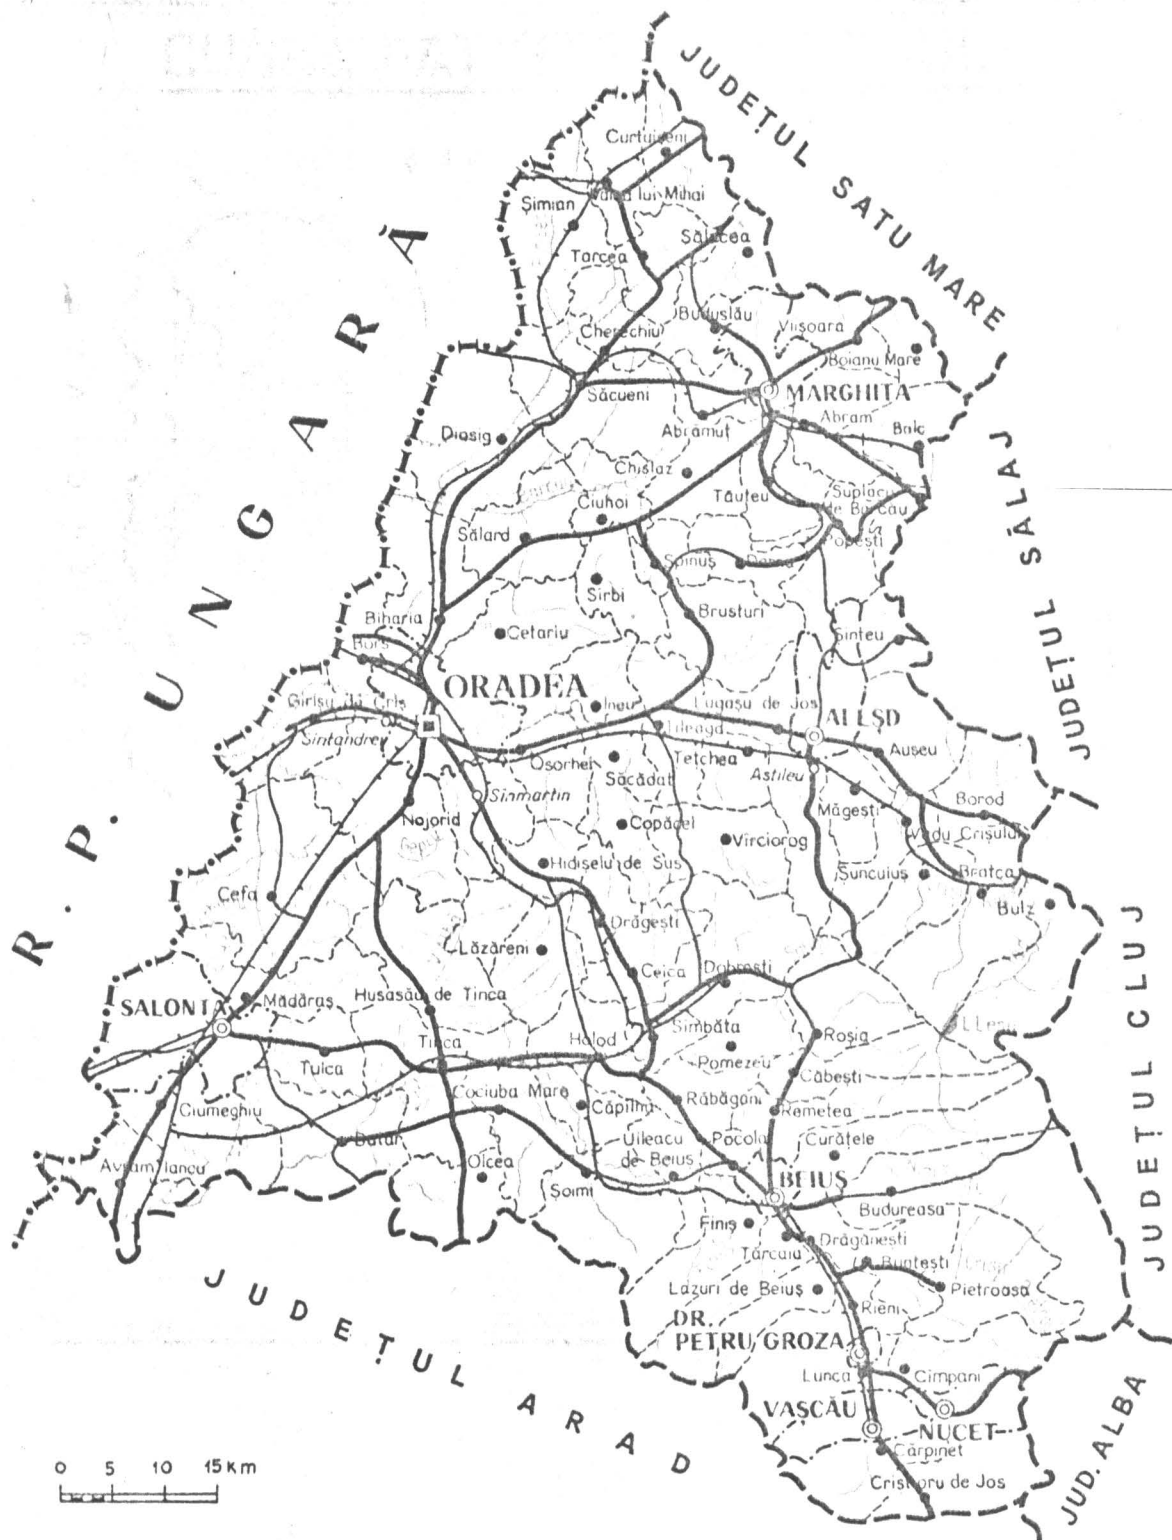 JUDEȚUL SATU MARE
Curtuișeni
Valea lui Mihai
Șimian
Sălacea
Tarcea
Buduslău
Viișoara
Cherechiu
Boianu Mare
MARGHITA
Săcueni
Abrămuț
Abram
Balc
Diosig
Chișlaz
Tăuteu
Suplacu
de Barcău
Ciuhoi
Sălard
Popești
Spinuș
Derna
JUDEȚUL SĂLAJ
Sîrbi
Brusturi
Biharia
Cetariu
Șinteu
Borș
R. P. UNGARĂ
ORADEA
Girișu de Criș
Ineu
Lugașu de Jos
Sîntandrei
Tileagd
ALEȘD
Oșorhei
Tețchea
Aușeu
Săcădat
Aștileu
Sînmartin
Măgești
Borod
Nojorid
Copăcel
Vadu Crișului
Vîrciorog
Hidișelu de Sus
Șuncuiuș
Bratca
Cefa
Bulz
Drăgești
Lăzăreni
Ceica
Dobrești
JUDEȚUL CLUJ
SALONTA
Mădăraș
Husasău de Tinca
Sîmbăta
Roșia
Tinca
Holod
Tulca
Pomezeu
Căbești
Cociuba Mare
Ciumeghiu
Căpîlna
Răbăgani
Remetea
Batăr
Uileacu
de Beiuș
Pocola
Curățele
Avram Iancu
Olcea
Șoimi
BEIUȘ
Budureasa
Finiș
Tărcaia
Drăgănești
Buntești
Lazuri de Beiuș
Pietroasa
Rieni
JUDEȚUL ARAD
DR.
PETRU GROZA
Lunca
Cîmpani
VAȘCĂU
NUCET
Cărpinet
Criștioru de Jos
JUD. ALBA
0 5 10 15 Km